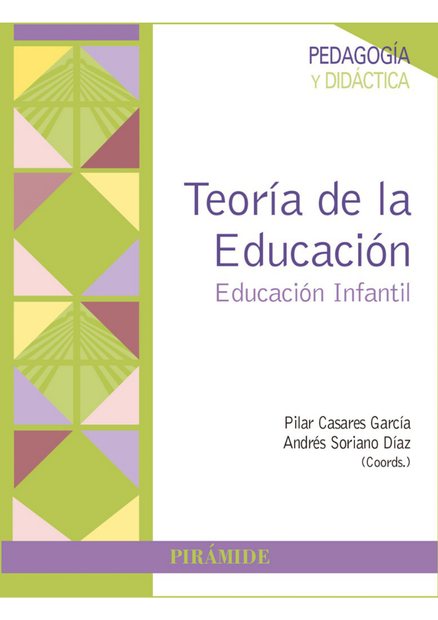 PEDAGOGÍA
Y DIDÁCTICA
Teoría de la
Educación
Educación Infantil
Pilar Casares García
Andrés Soriano Díaz
(Coords.)
PIRÁMIDE